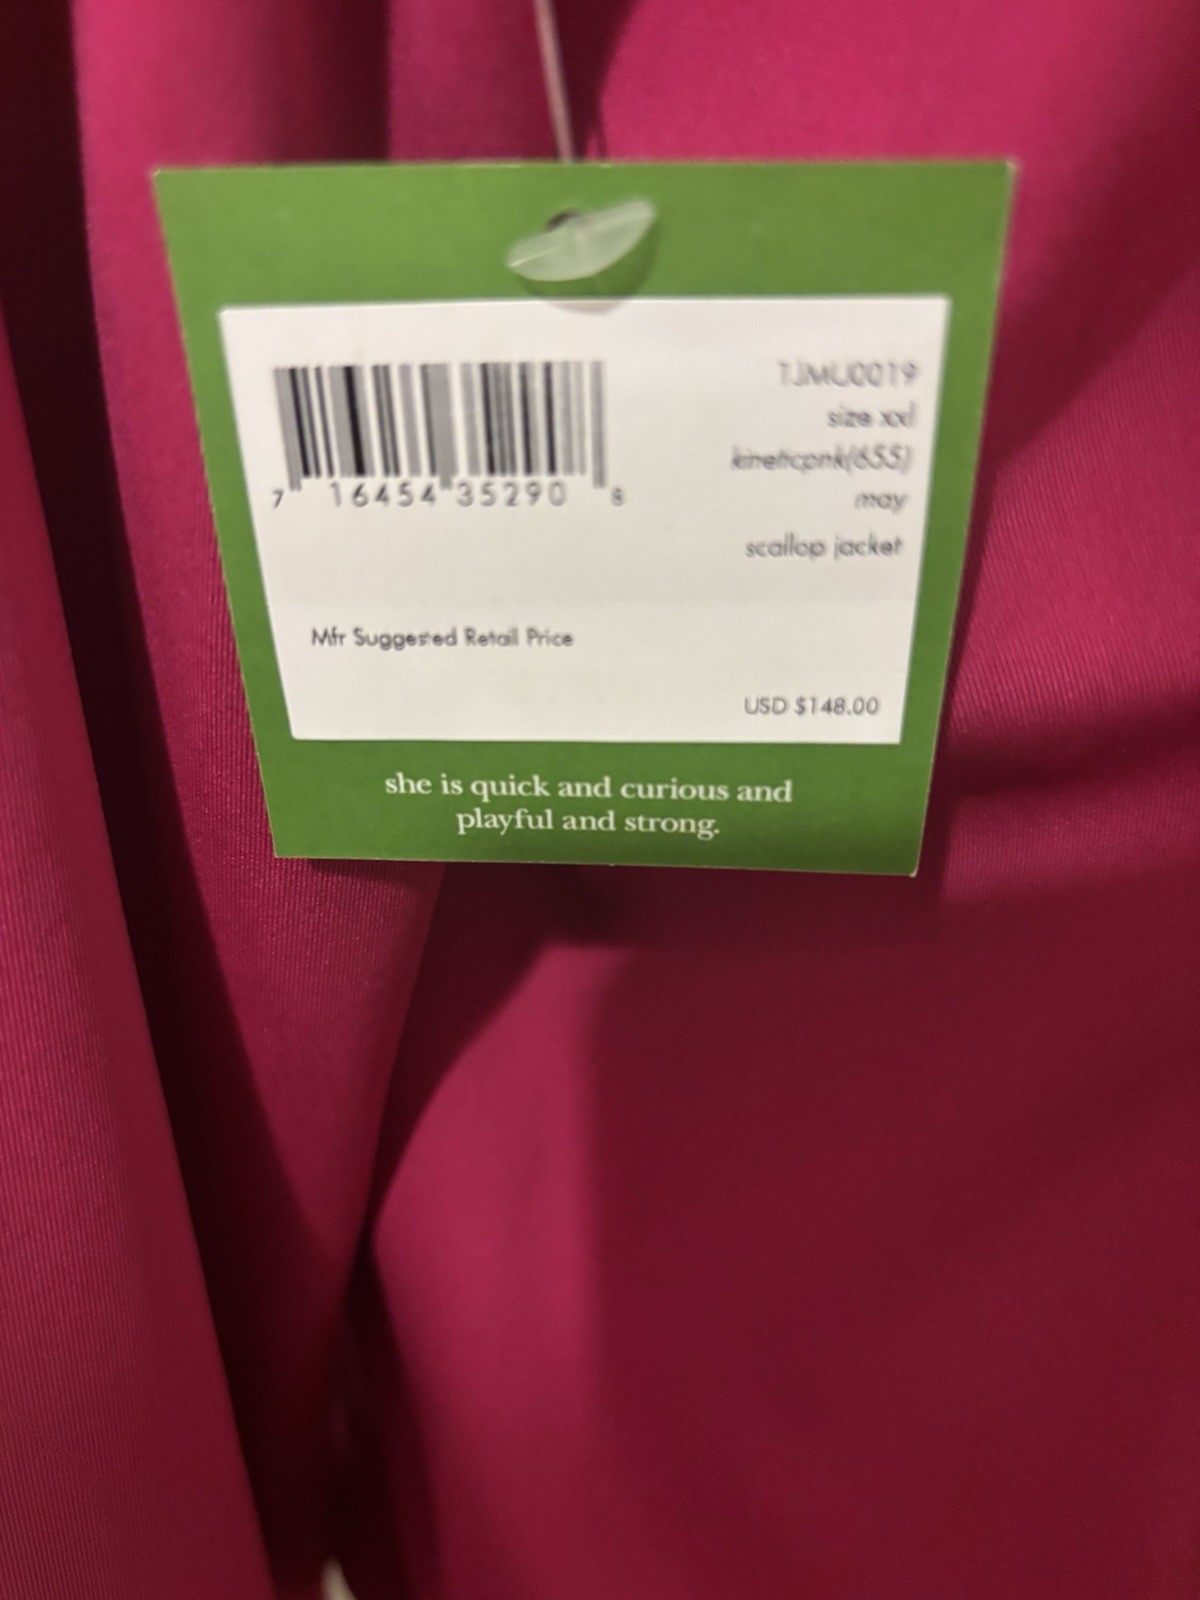 TJMU0019
size xxl
kineticpnk(655)
may
scallop jacket
7 16454 35290 8
Mfr Suggested Retail Price
USD $148.00
she is quick and curious and
playful and strong.